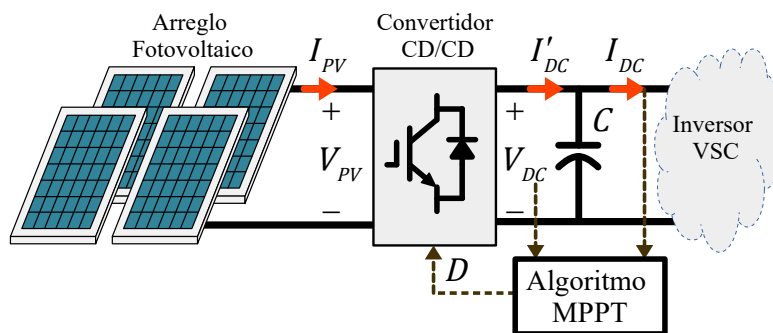 Arreglo
Fotovoltaico
Convertidor
CD/CD
I_PV
I'_DC
I_DC
+
+
C
V_PV
V_DC
Inversor
VSC
−
−
D
Algoritmo
MPPT